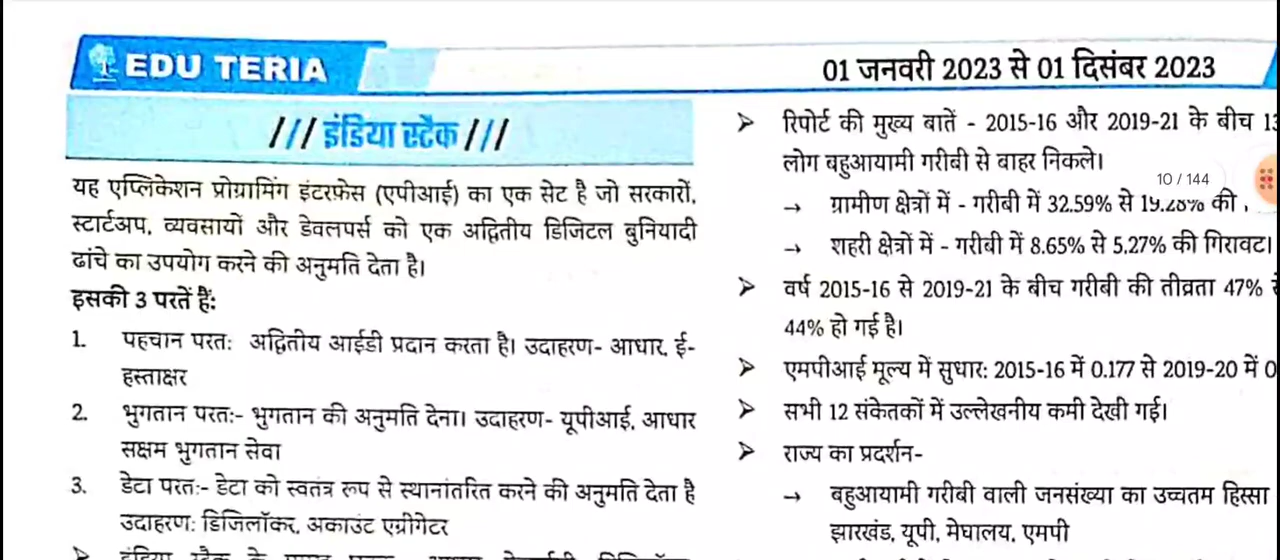 EDU TERIA
01 जनवरी 2023 से 01 दिसंबर 2023
/// इंडिया स्टैक ///
यह एप्लिकेशन प्रोग्रामिंग इंटरफ़ेस (एपीआई) का एक सेट है जो सरकारों,
स्टार्टअप, व्यवसायों और डेवलपर्स को एक अद्वितीय डिजिटल बुनियादी
ढांचे का उपयोग करने की अनुमति देता है।
इसकी 3 परतें हैं:
1. पहचान परत: अद्वितीय आईडी प्रदान करता है। उदाहरण- आधार, ई-
हस्ताक्षर
2. भुगतान परत:- भुगतान की अनुमति देना। उदाहरण- यूपीआई, आधार
सक्षम भुगतान सेवा
3. डेटा परत:- डेटा को स्वतंत्र रूप से स्थानांतरित करने की अनुमति देता है
उदाहरण: डिजिलॉकर, अकाउंट एग्रीगेटर
➤ रिपोर्ट की मुख्य बातें - 2015-16 और 2019-21 के बीच
लोग बहुआयामी गरीबी से बाहर निकले।
10 / 144
→ ग्रामीण क्षेत्रों में - गरीबी में 32.59% से 19.28% की
→ शहरी क्षेत्रों में - गरीबी में 8.65% से 5.27% की गिरावट।
➤ वर्ष 2015-16 से 2019-21 के बीच गरीबी की तीव्रता 47%
44% हो गई है।
➤ एमपीआई मूल्य में सुधार: 2015-16 में 0.177 से 2019-20 में
➤ सभी 12 संकेतकों में उल्लेखनीय कमी देखी गई।
➤ राज्य का प्रदर्शन-
→ बहुआयामी गरीबी वाली जनसंख्या का उच्चतम हिस्सा
झारखंड, यूपी, मेघालय, एमपी